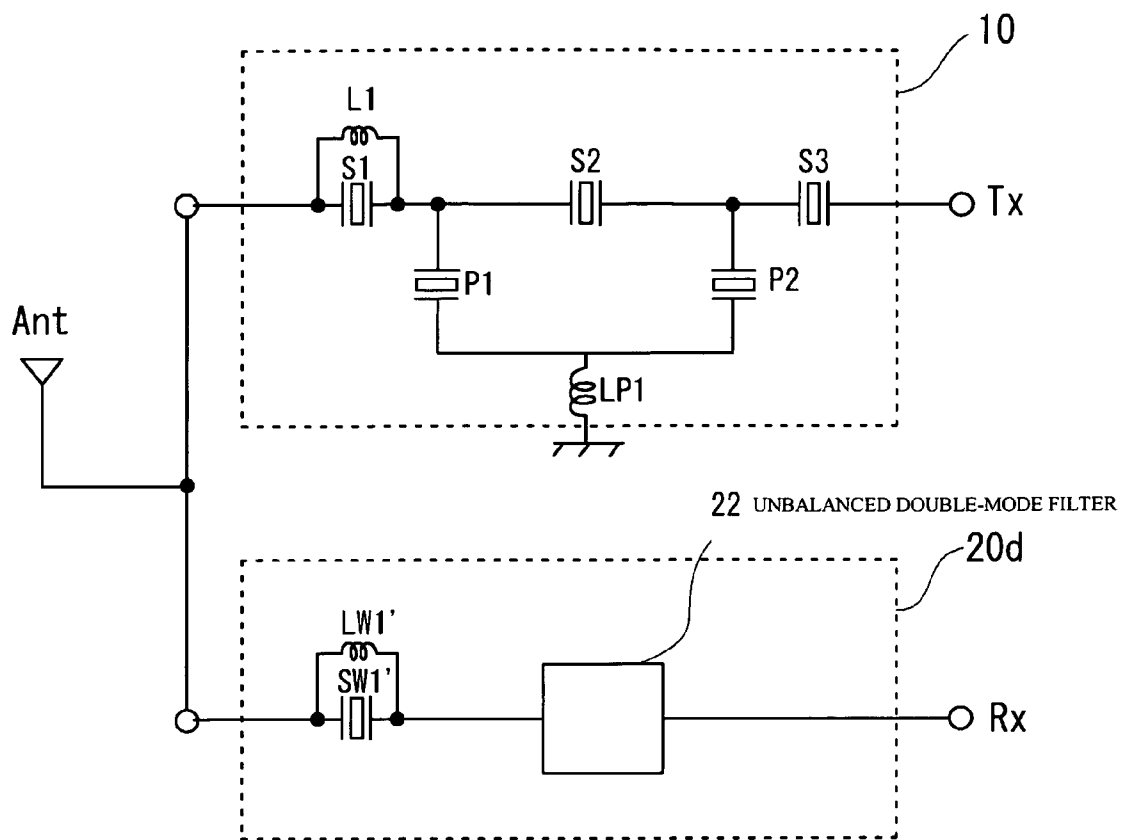 10
L1
S1
S2
S3
Tx
P1
P2
Ant
LP1
22 UNBALANCED DOUBLE-MODE FILTER
20d
LW1'
SW1'
Rx